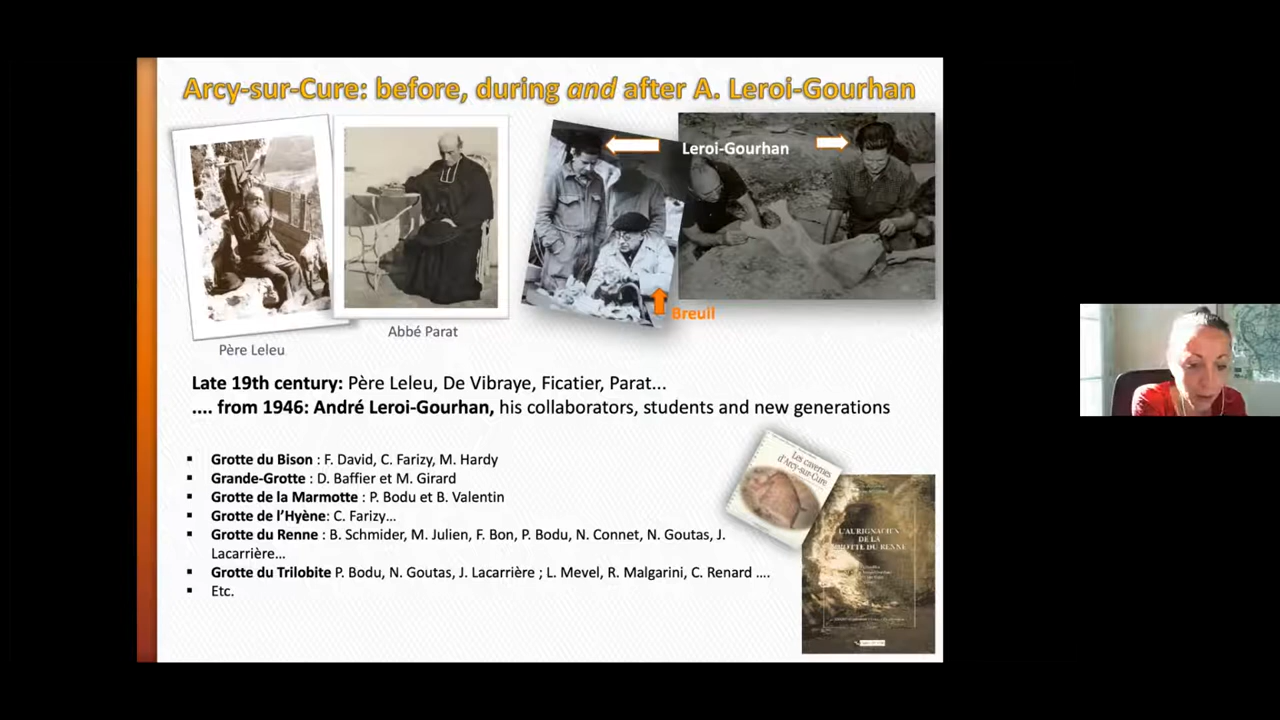 Arcy-sur-Cure: before, during and after A. Leroi-Gourhan
Leroi-Gourhan
Breuil
Abbé Parat
Père Leleu
Late 19th century: Père Leleu, De Vibraye, Ficatier, Parat...
.... from 1946: André Leroi-Gourhan, his collaborators, students and new generations
▪ Grotte du Bison : F. David, C. Farizy, M. Hardy
▪ Grande-Grotte : D. Baffier et M. Girard
▪ Grotte de la Marmotte : P. Bodu et B. Valentin
▪ Grotte de l’Hyène: C. Farizy...
▪ Grotte du Renne : B. Schmider, M. Julien, F. Bon, P. Bodu, N. Connet, N. Goutas, J.
Lacarrière...
▪ Grotte du Trilobite P. Bodu, N. Goutas, J. Lacarrière ; L. Mevel, R. Malgarini, C. Renard ....
▪ Etc.
Les cavernes
d'Arcy-sur-Cure
L'AURIGNACIEN
DE LA
GROTTE DU RENNE